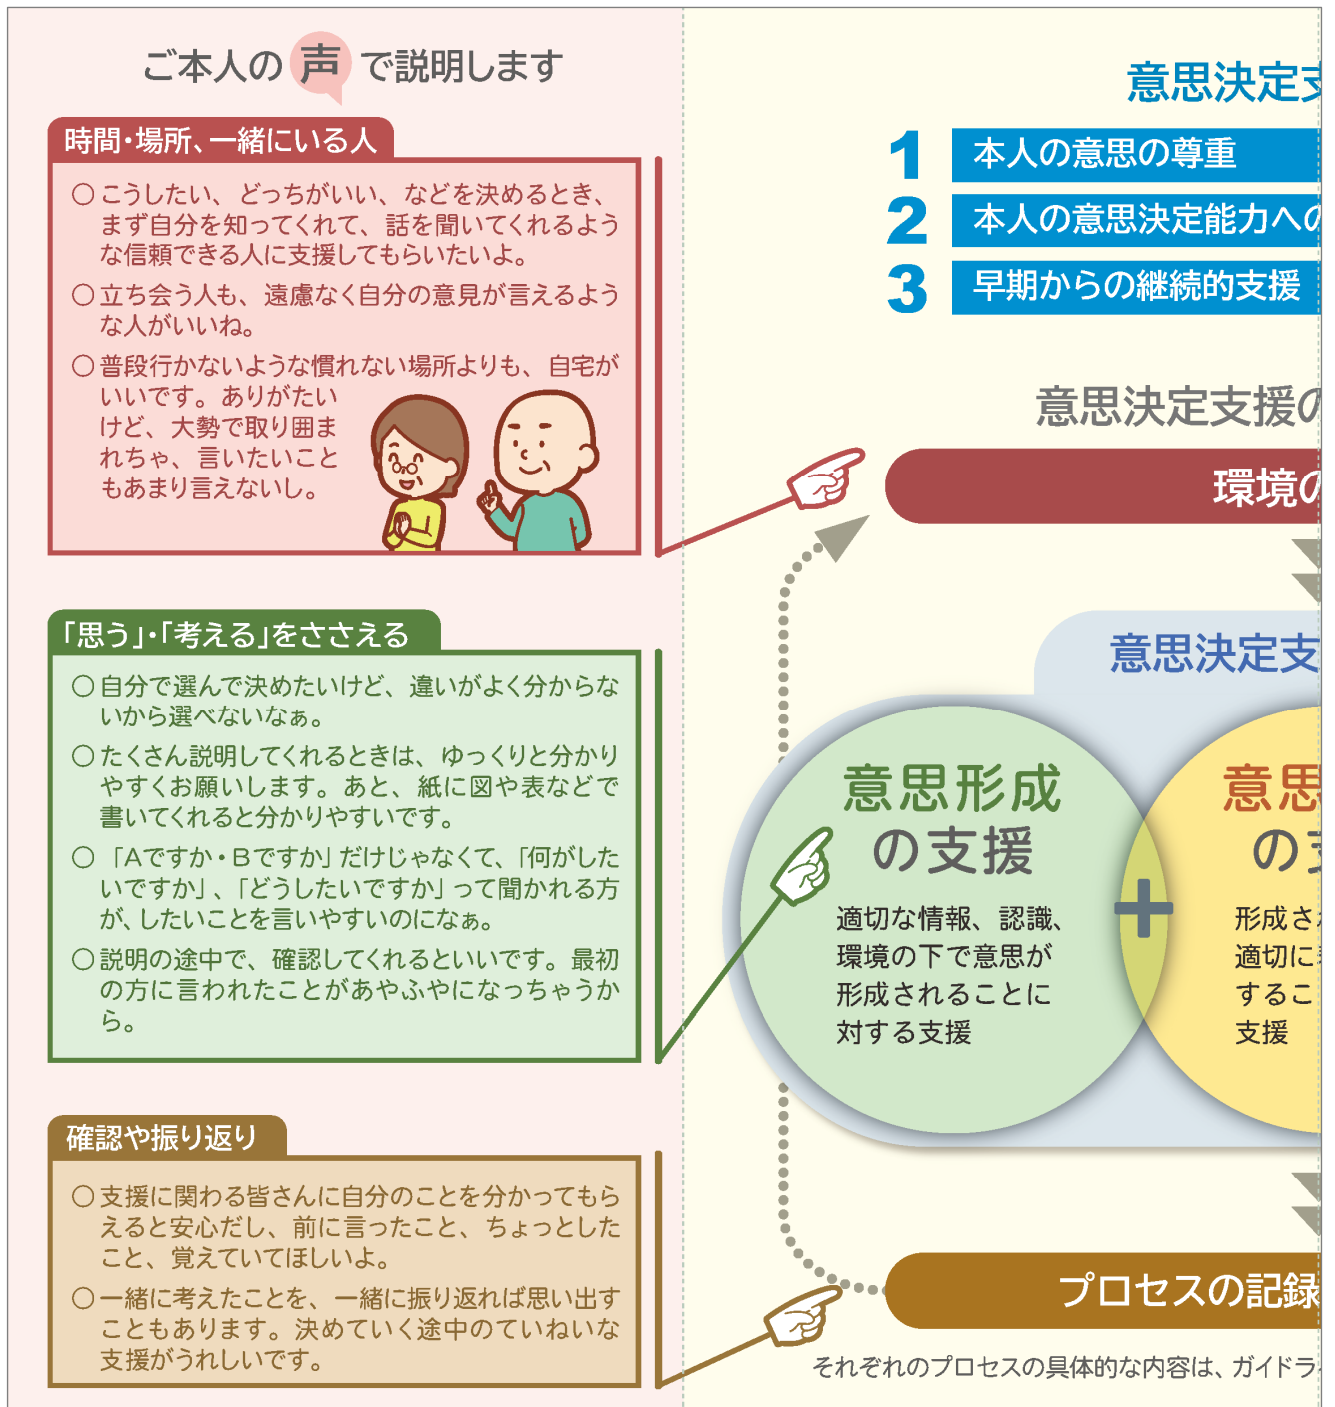 ご本人の声で説明します
時間・場所、一緒にいる人
○こうしたい、どっちがいい、などを決めるとき、
まず自分を知ってくれて、話を聞いてくれるよう
な信頼できる人に支援してもらいたいよ。
○立ち会う人も、遠慮なく自分の意見が言えるよう
な人がいいね。
○普段行かないような慣れない場所よりも、自宅が
いいです。ありがたい
けど、大勢で取り囲ま
れちゃ、言いたいこと
もあまり言えないし。
「思う」・「考える」をささえる
○自分で選んで決めたいけど、違いがよく分からな
いから選べないなぁ。
○たくさん説明してくれるときは、ゆっくりと分かり
やすくお願いします。あと、紙に図や表などで
書いてくれると分かりやすいです。
○「Aですか・Bですか」だけじゃなくて、「何がした
いですか」、「どうしたいですか」って聞かれる方
が、したいことを言いやすいのになぁ。
○説明の途中で、確認してくれるといいです。最初
の方に言われたことがあやふやになっちゃうか
ら。
確認や振り返り
○支援に関わる皆さんに自分のことを分かってもら
えると安心だし、前に言ったこと、ちょっとした
こと、覚えていてほしいよ。
○一緒に考えたことを、一緒に振り返れば思い出す
こともあります。決めていく途中のていねいな
支援がうれしいです。
意思決定支
1 本人の意思の尊重
2 本人の意思決定能力への
3 早期からの継続的支援
意思決定支援の
環境の
意思決定支
意思形成
の支援
適切な情報、認識、
環境の下で意思が
形成されることに
対する支援
+
意思
の支
形成さ
適切に
するこ
支援
プロセスの記録
それぞれのプロセスの具体的な内容は、ガイドラ